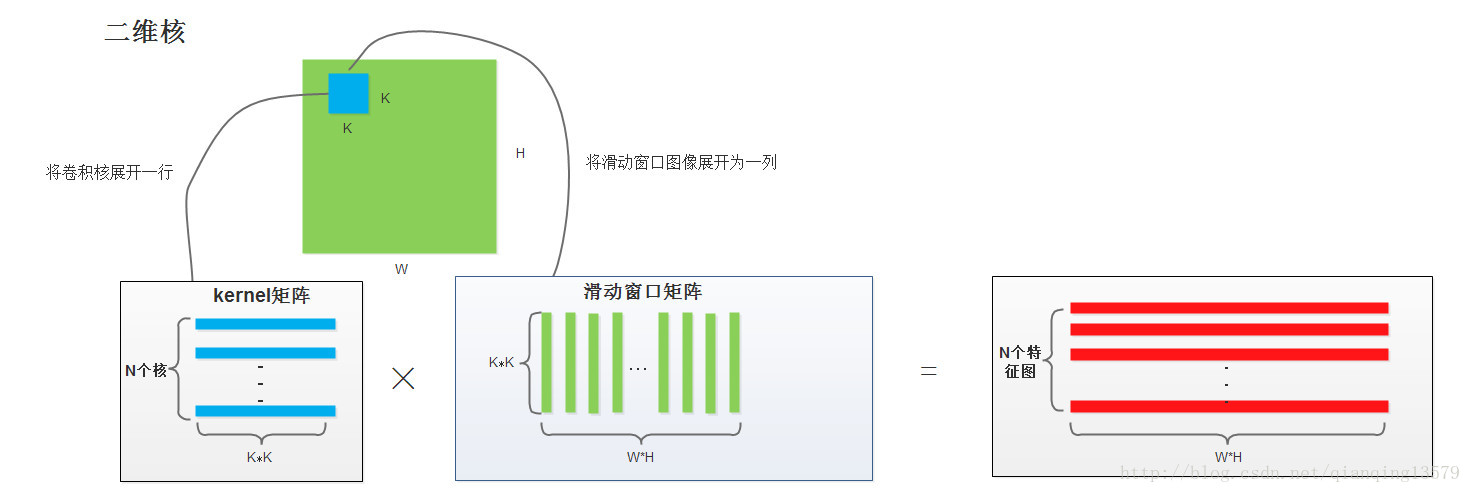 二维核
K
K
H
W
将卷积核展开一行
将滑动窗口图像展开为一列
kernel矩阵
N个核
K*K
×
滑动窗口矩阵
K*K
...
W*H
=
N个特
征图
W*H
http://blog.csdn.net/qianqing13579